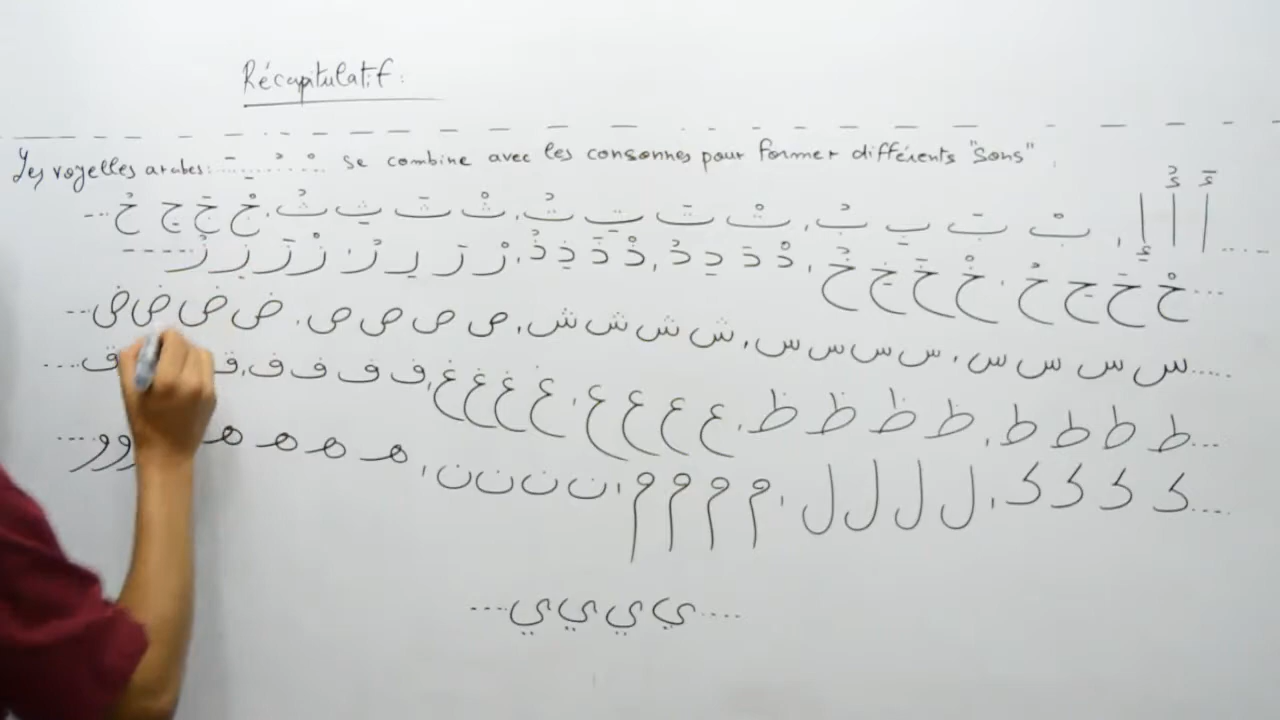 Récapitulatif:
Les voyelles arabes: ........ Se combine avec les consonnes pour former différents "Sons"
..... أَ أُ إِ ، بْ بَ بِ بُ، تْ تَ تِ تُ، ثْ ثَ ثِ ثُ، جْ جَ جِ جُ ...
... حْ حَ حِ حُ ، خْ خَ خِ خُ ، دْ دَ دِ دُ، ذْ ذَ ذِ ذُ، رْ رَ رِ رُ، زْ زَ زِ زُ -----
..... س س س س ، س س س س، ش ش ش ش، ص ص ص ص ، ض ض ض ض ...
... ط ط ط ط ، ظ ظ ظ ظ، ع ع ع ع ، غ غ غ غ، ف ف ف ف، ق ق ....
.... ك ك ك ك ، ل ل ل ل ، م م م م ، ن ن ن ن ، ه ه ه ه و و ....
.... ي ي ي ي ...